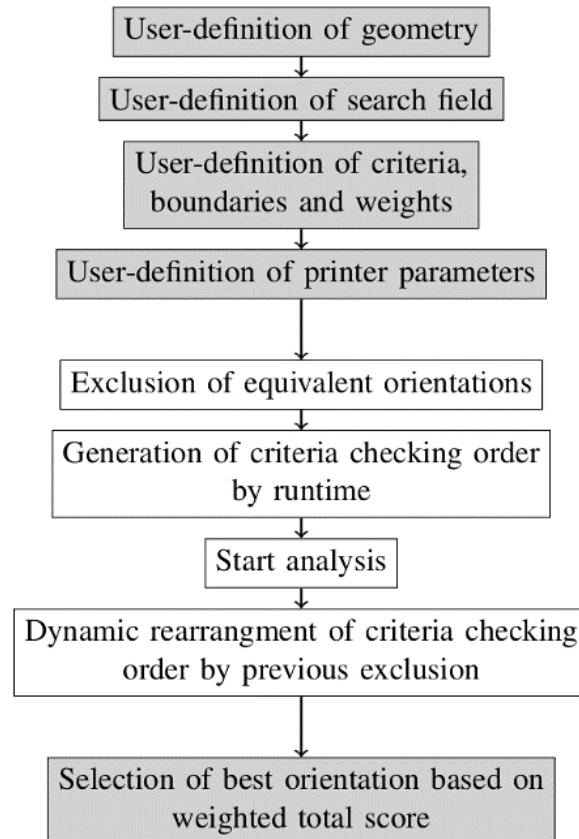 User-definition of geometry
User-definition of search field
User-definition of criteria,
boundaries and weights
User-definition of printer parameters
Exclusion of equivalent orientations
Generation of criteria checking order
by runtime
Start analysis
Dynamic rearrangment of criteria checking
order by previous exclusion
Selection of best orientation based on
weighted total score